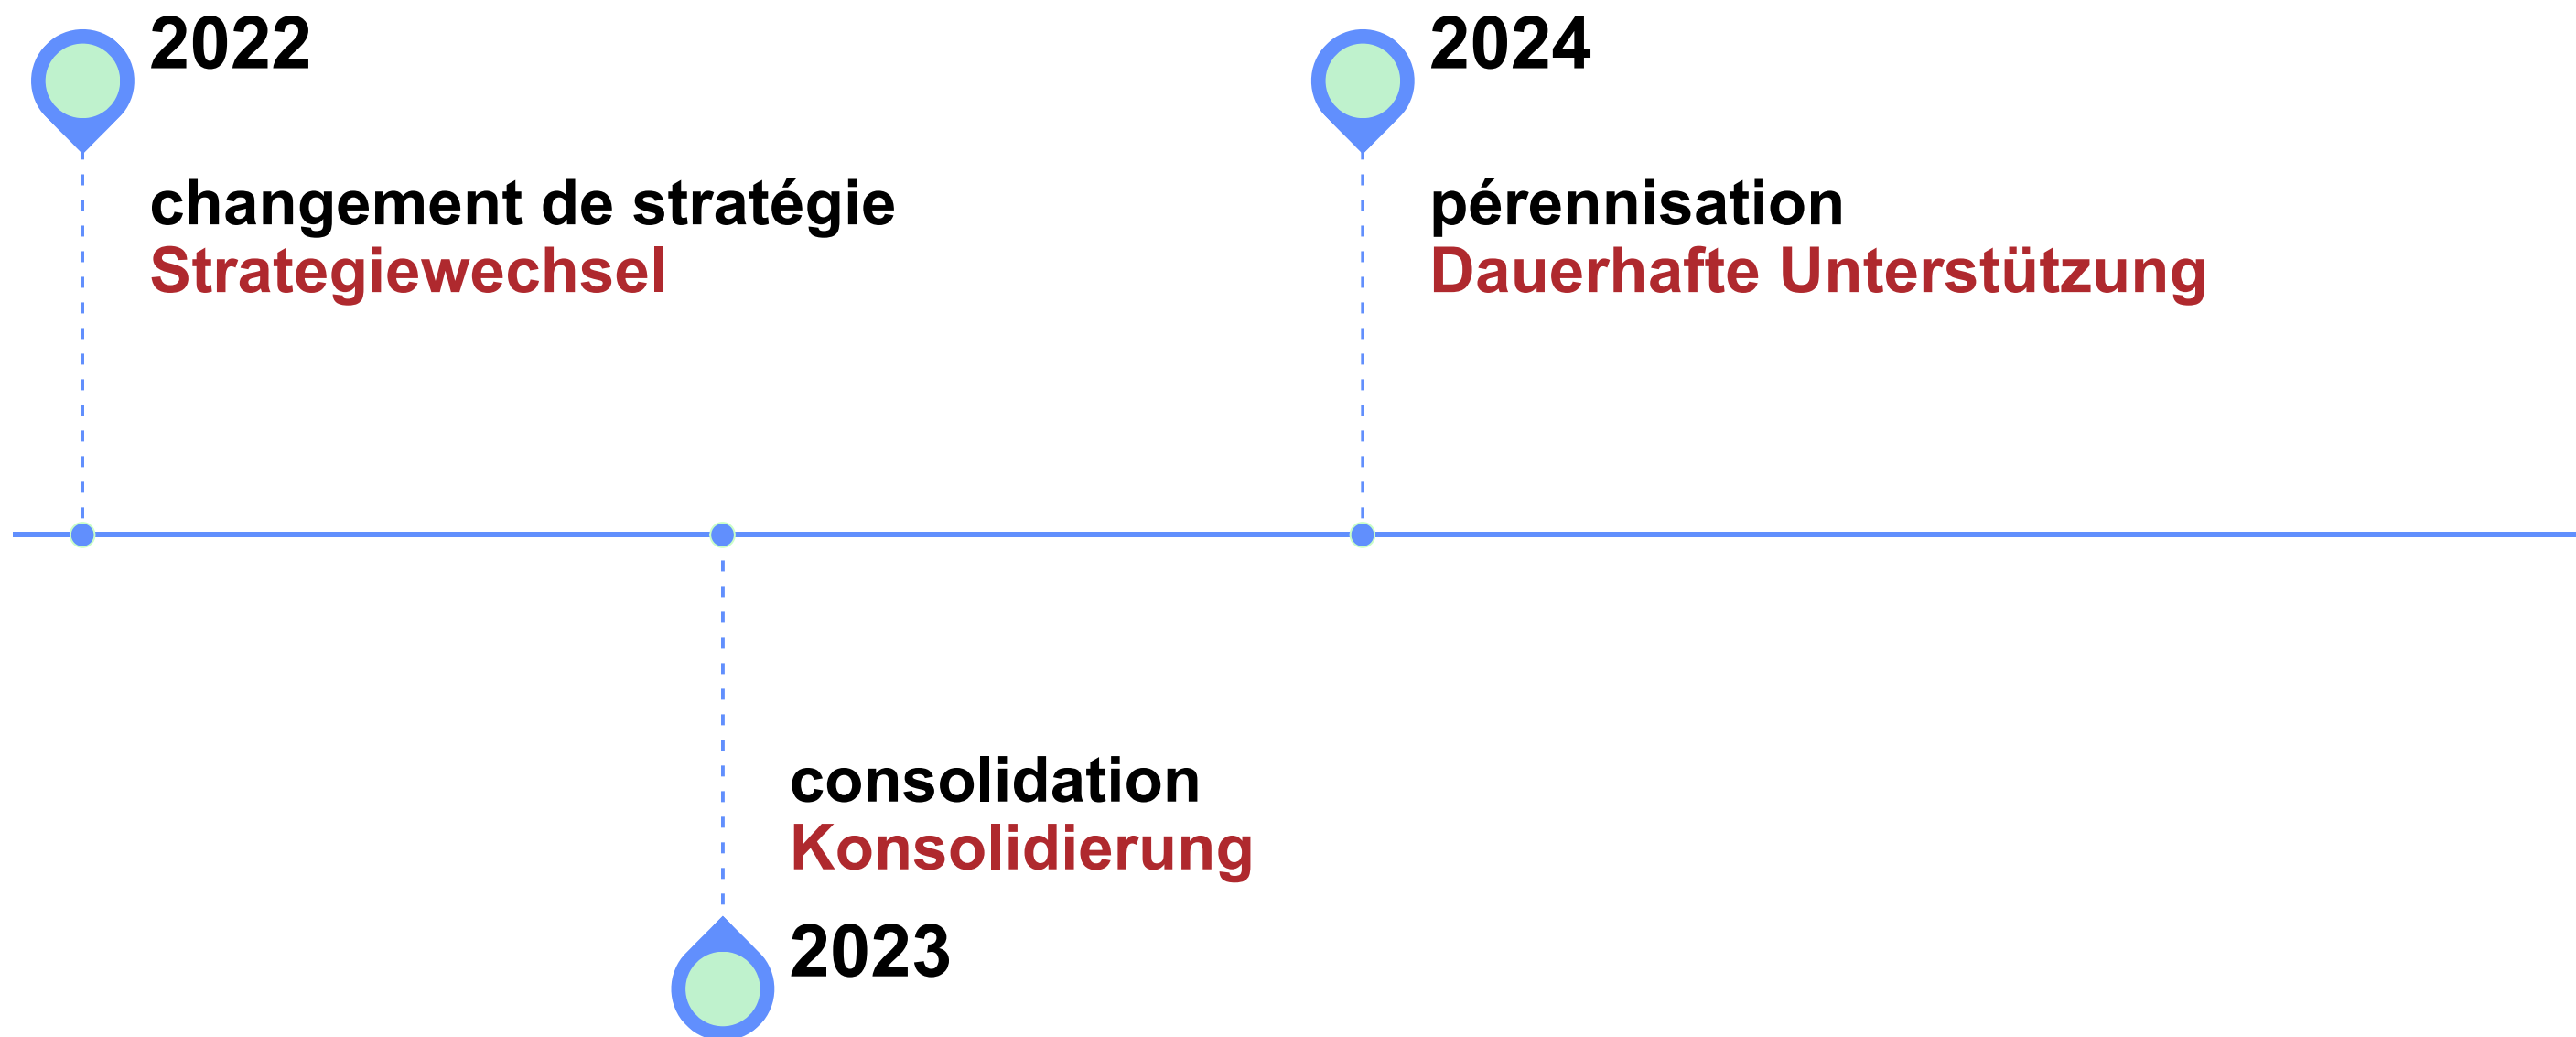 2022
changement de stratégie
Strategiewechsel
2024
pérennisation
Dauerhafte Unterstützung
consolidation
Konsolidierung
2023